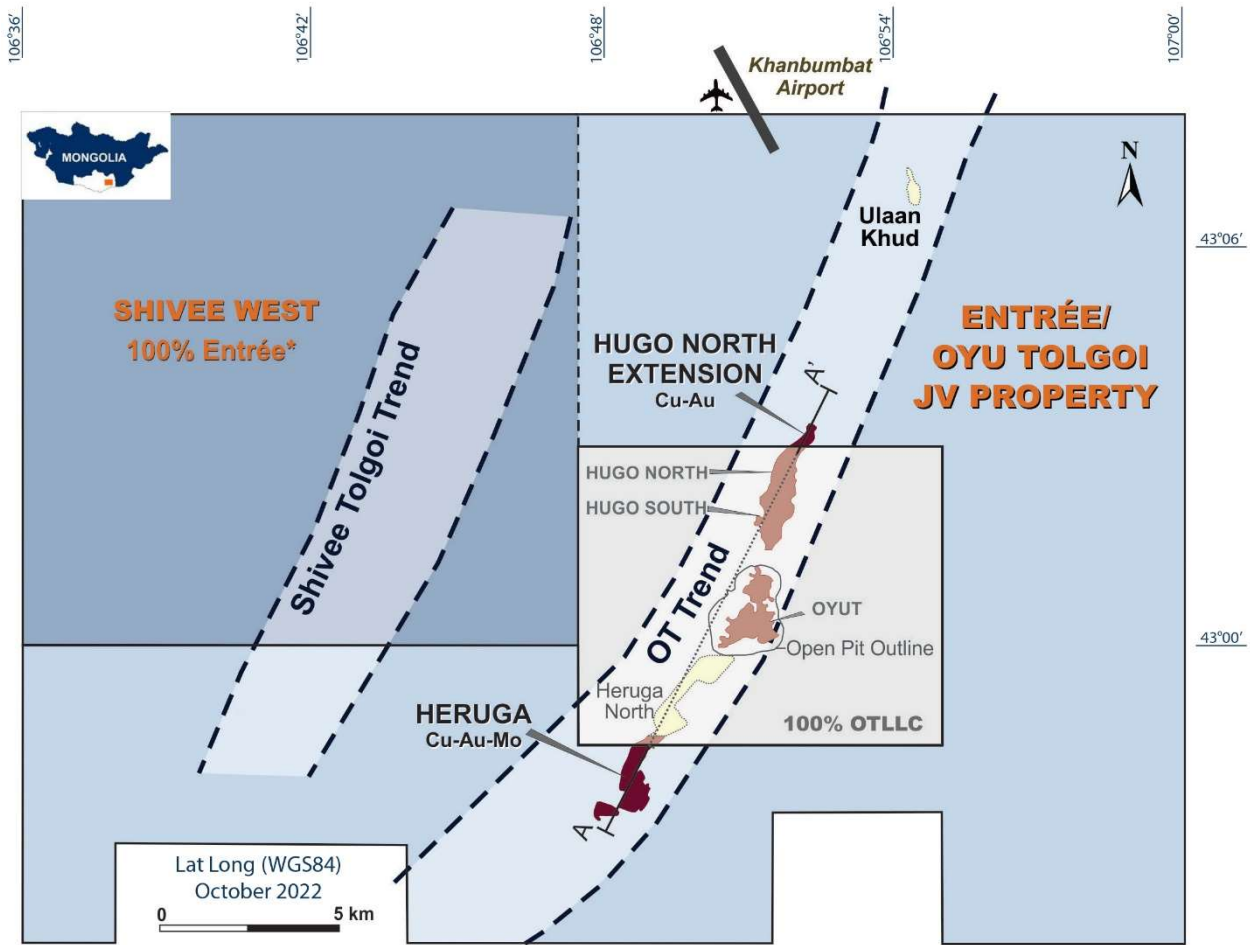 106°36'
106°42'
106°48'
106°54'
107°00'
Khanbumbat
Airport
MONGOLIA
N
Ulaan
Khud
43°06'
SHIVEE WEST
100% Entrée*
ENTRÉE/
OYU TOLGOI
JV PROPERTY
HUGO NORTH
EXTENSION
Cu-Au
A'
Shivee Tolgoi Trend
HUGO NORTH
HUGO SOUTH
OT Trend
OYUT
Open Pit Outline
43°00'
Heruga
North
HERUGA
Cu-Au-Mo
100% OTLLC
A
Lat Long (WGS84)
October 2022
0 5 km